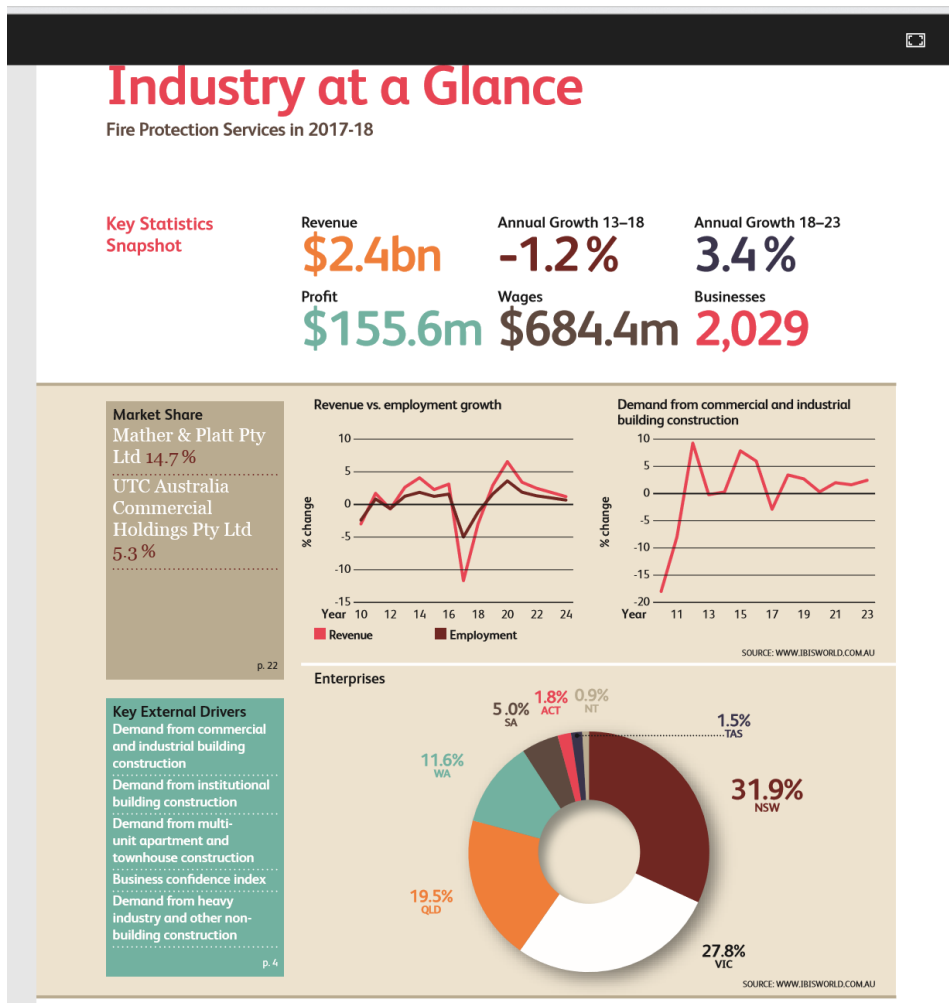 Industry at a Glance
Fire Protection Services in 2017-18
Key Statistics
Snapshot
Revenue
$2.4bn
Annual Growth 13–18
-1.2%
Annual Growth 18–23
3.4%
Profit
$155.6m
Wages
$684.4m
Businesses
2,029
Market Share
Mather & Platt Pty
Ltd 14.7%
UTC Australia
Commercial
Holdings Pty Ltd
5.3%
p. 22
Key External Drivers
Demand from commercial
and industrial building
construction
Demand from institutional
building construction
Demand from multi-
unit apartment and
townhouse construction
Business confidence index
Demand from heavy
industry and other non-
building construction
p. 4
Revenue vs. employment growth
% change
10
5
0
-5
-10
-15
Year 10 12 14 16 18 20 22 24
Revenue Employment
Demand from commercial and industrial
building construction
% change
10
5
0
-5
-10
-15
-20
Year 11 13 15 17 19 21 23
SOURCE: WWW.IBISWORLD.COM.AU
Enterprises
5.0%
SA
1.8%
ACT
0.9%
NT
1.5%
TAS
11.6%
WA
31.9%
NSW
19.5%
QLD
27.8%
VIC
SOURCE: WWW.IBISWORLD.COM.AU